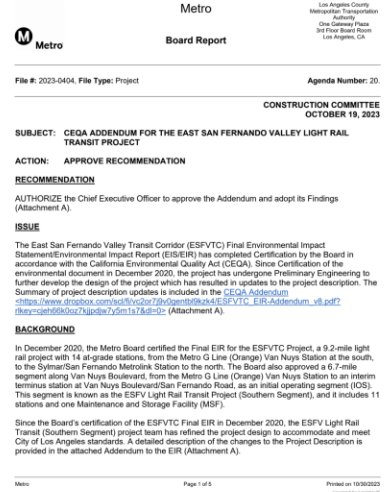 Metro
Los Angeles County
Metropolitan Transportation
Authority
One Gateway Plaza
3rd Floor Board Room
Los Angeles, CA
Metro
Board Report
File #: 2023-0404, File Type: Project
Agenda Number: 20.
CONSTRUCTION COMMITTEE
OCTOBER 19, 2023
SUBJECT: CEQA ADDENDUM FOR THE EAST SAN FERNANDO VALLEY LIGHT RAIL
TRANSIT PROJECT
ACTION: APPROVE RECOMMENDATION
RECOMMENDATION
AUTHORIZE the Chief Executive Officer to approve the Addendum and adopt its Findings
(Attachment A).
ISSUE
The East San Fernando Valley Transit Corridor (ESFVTC) Final Environmental Impact
Statement/Environmental Impact Report (EIS/EIR) has completed Certification by the Board in
accordance with the California Environmental Quality Act (CEQA). Since Certification of the
environmental document in December 2020, the project has undergone Preliminary Engineering to
further develop the design of the project which has resulted in updates to the project description. The
Summary of project description updates is included in the CEQA Addendum
(Attachment A).
BACKGROUND
In December 2020, the Metro Board certified the Final EIR for the ESFVTC Project, a 9.2-mile light
rail project with 14 at-grade stations, from the Metro G Line (Orange) Van Nuys Station at the south,
to the Sylmar/San Fernando Metrolink Station to the north. The Board also approved a 6.7-mile
segment along Van Nuys Boulevard, from the Metro G Line (Orange) Van Nuys Station to an interim
terminus station at Van Nuys Boulevard/San Fernando Road, as an initial operating segment (IOS).
This segment is known as the ESFV Light Rail Transit Project (Southern Segment), and it includes 11
stations and one Maintenance and Storage Facility (MSF).
Since the Board's certification of the ESFVTC Final EIR in December 2020, the ESFV Light Rail
Transit (Southern Segment) project team has refined the project design to accommodate and meet
City of Los Angeles standards. A detailed description of the changes to the Project Description is
provided in the attached Addendum to the EIR (Attachment A).
Metro
Page 1 of 5
Printed on 10/30/2023